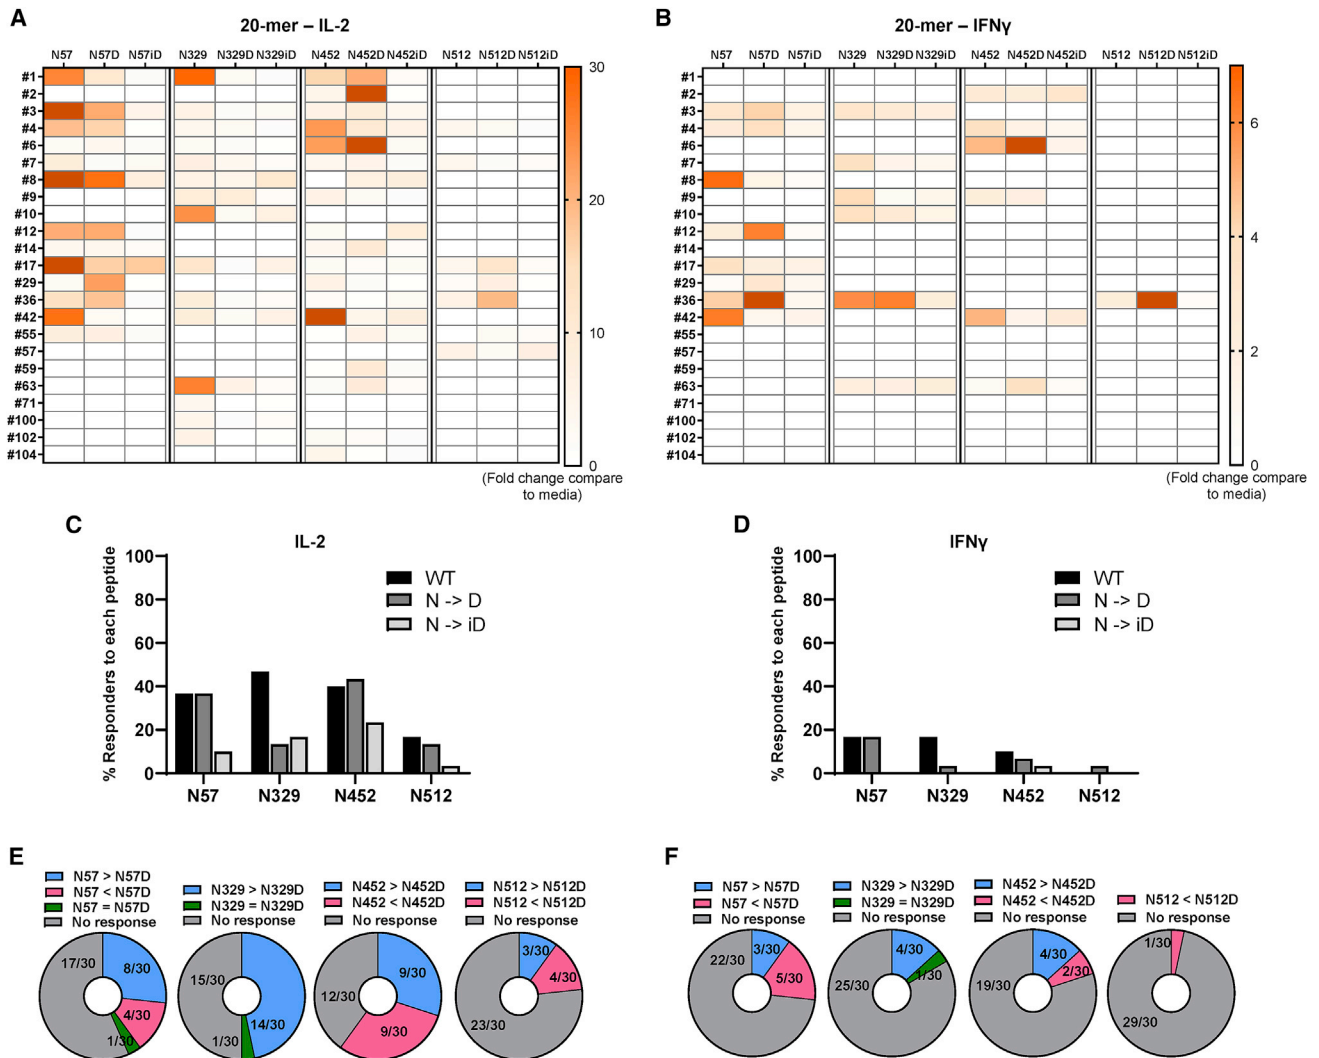 A
20-mer – IL-2
N57 N57D N57iD N329 N329D N329iD N452 N452D N452iD N512 N512D N512iD
#1
#2
#3
#4
#6
#7
#8
#9
#10
#12
#14
#17
#29
#36
#42
#55
#57
#59
#63
#71
#100
#102
#104
30
20
10
0
(Fold change compare
to media)
B
20-mer – IFNγ
N57 N57D N57iD N329 N329D N329iD N452 N452D N452iD N512 N512D N512iD
#1
#2
#3
#4
#6
#7
#8
#9
#10
#12
#14
#17
#29
#36
#42
#55
#57
#59
#63
#71
#100
#102
#104
6
4
2
0
(Fold change compare
to media)
C
IL-2
% Responders to each peptide
100
80
60
40
20
0
WT
N -> D
N -> iD
N57 N329 N452 N512
D
IFNγ
% Responders to each peptide
100
80
60
40
20
0
WT
N -> D
N -> iD
N57 N329 N452 N512
E
N57 > N57D
N57 < N57D
N57 = N57D
No response
17/30
8/30
4/30
1/30
N329 > N329D
N329 = N329D
No response
15/30
14/30
1/30
N452 > N452D
N452 < N452D
No response
9/30
12/30
9/30
N512 > N512D
N512 < N512D
No response
3/30
4/30
23/30
F
N57 > N57D
N57 < N57D
No response
3/30
22/30
5/30
N329 > N329D
N329 = N329D
No response
4/30
1/30
25/30
N452 > N452D
N452 < N452D
No response
4/30
2/30
19/30
N512 < N512D
No response
1/30
29/30